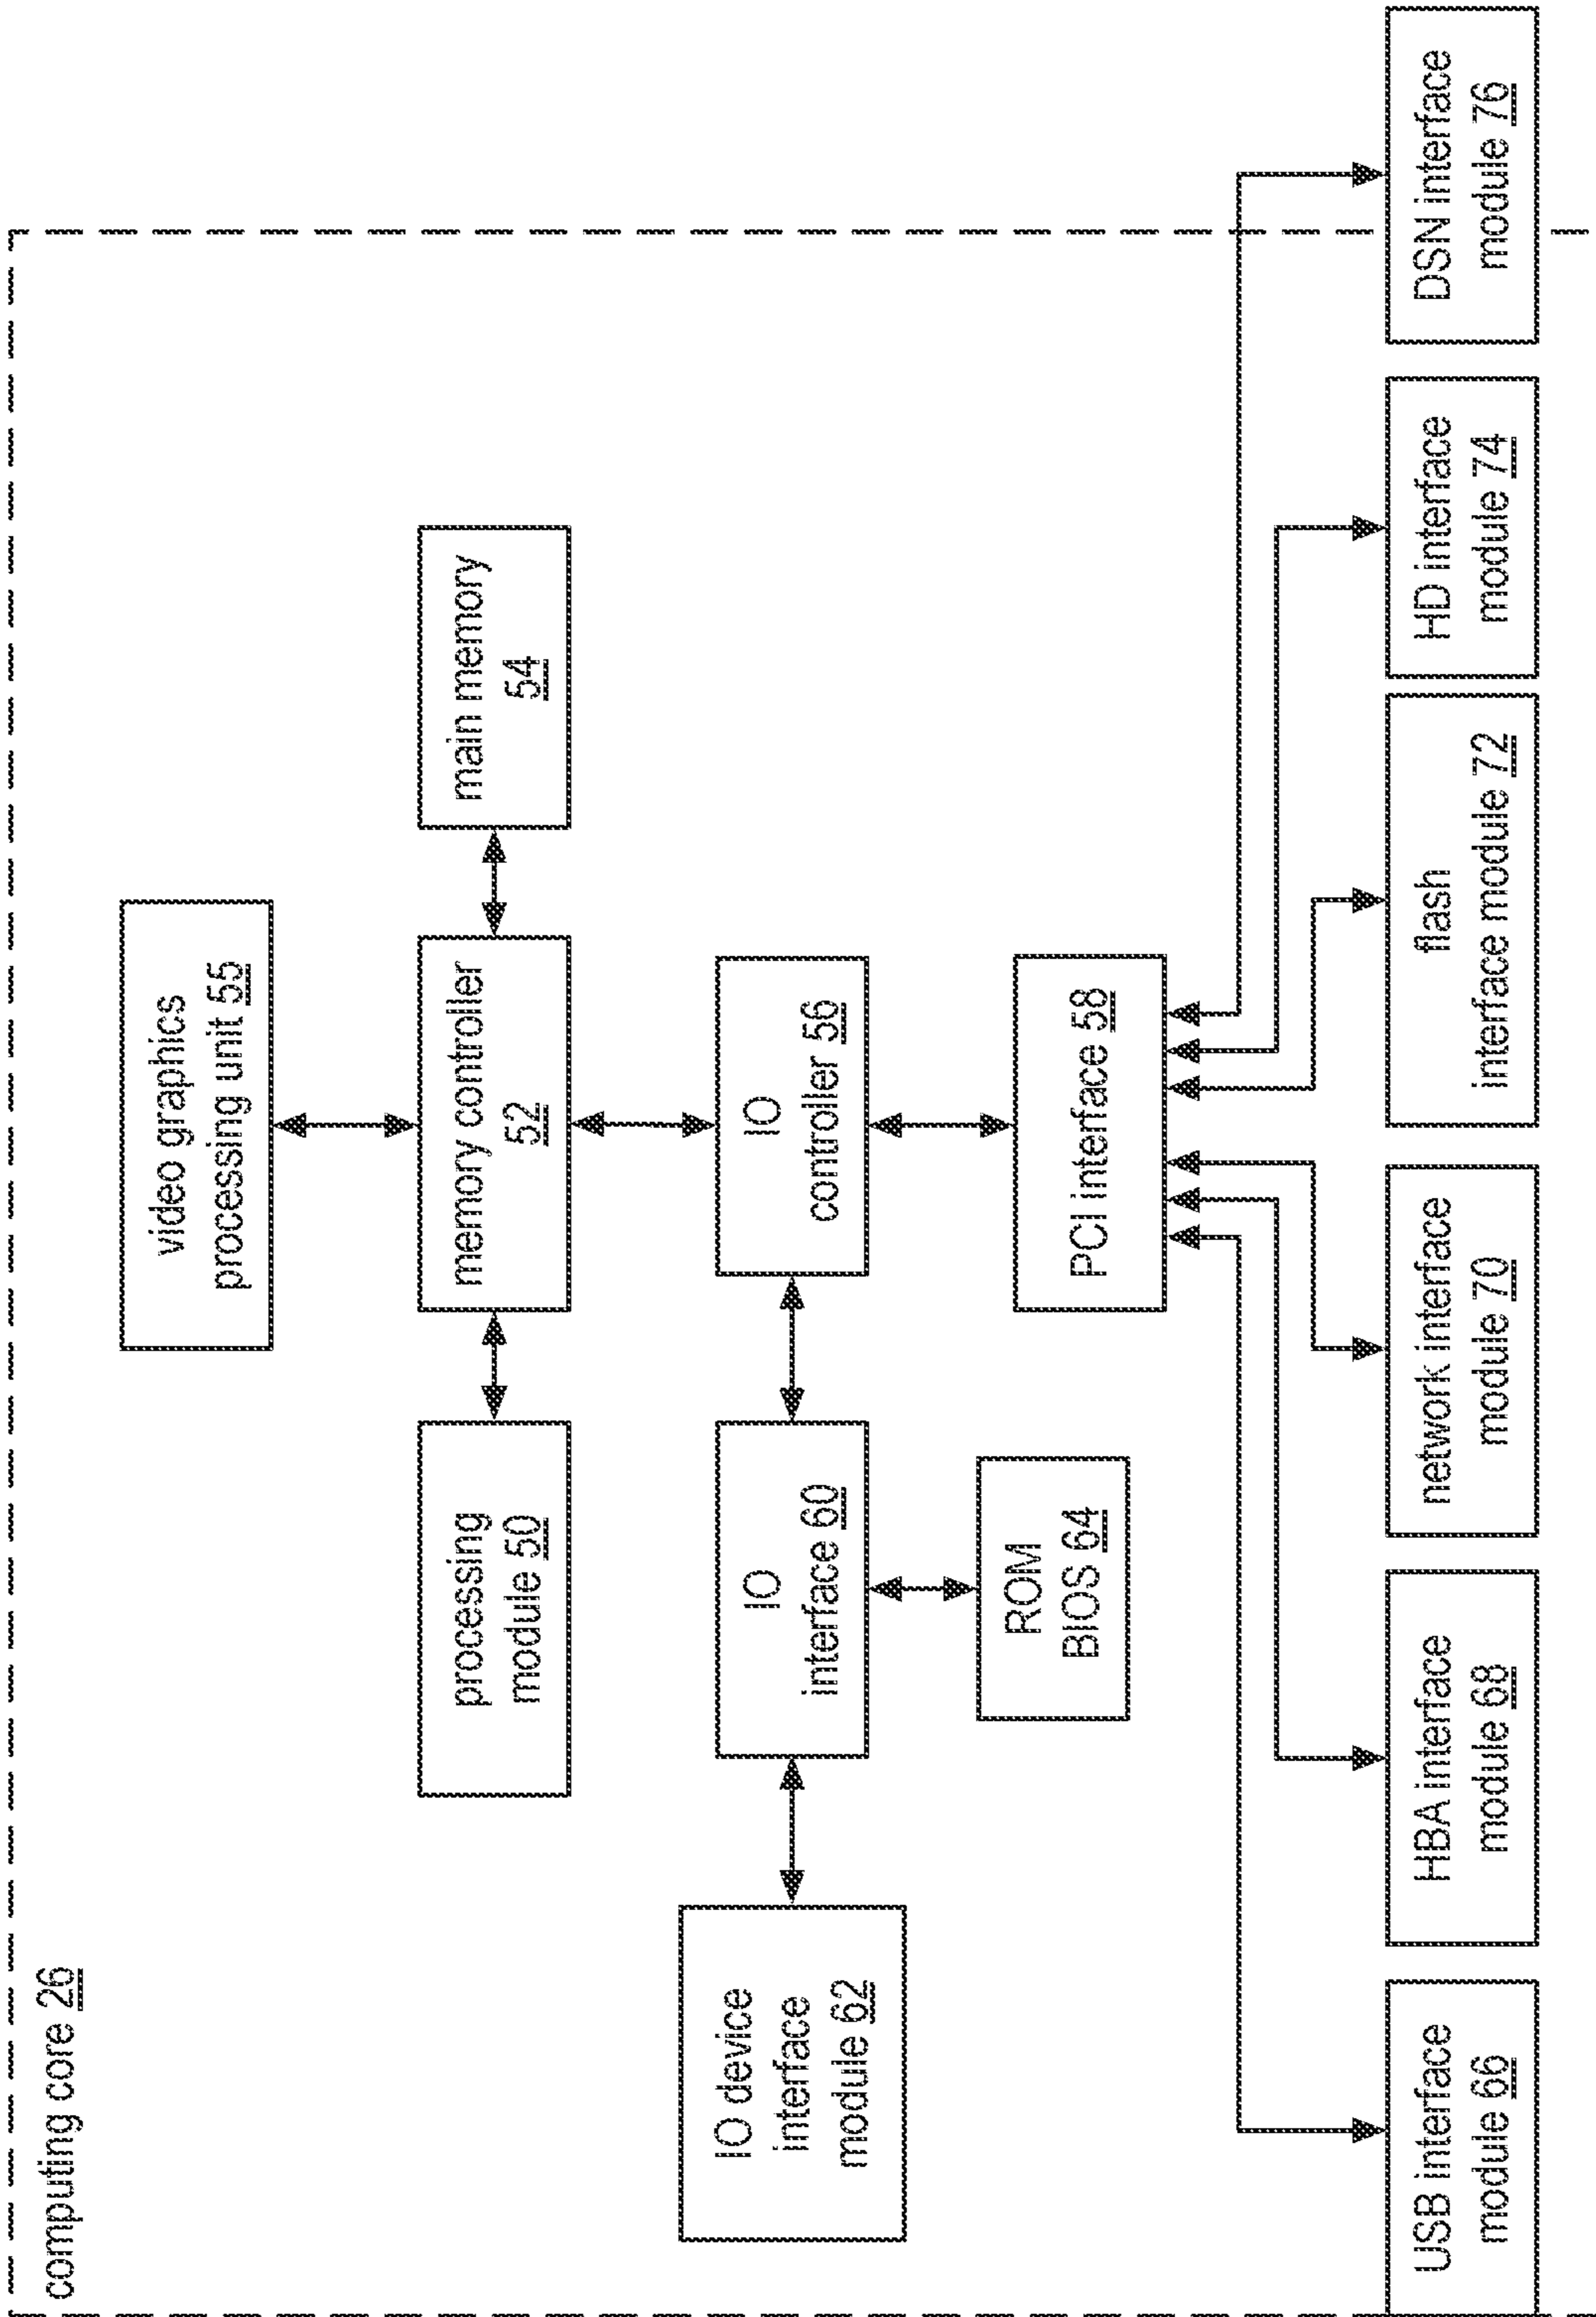 computing core 26
video graphics
processing unit 55
processing
module 50
memory controller
52
main memory
54
IO device
interface
module 62
IO
interface 60
IO
controller 56
ROM
BIOS 64
PCI interface 58
USB interface
module 66
HBA interface
module 68
network interface
module 70
flash
interface module 72
HD interface
module 74
DSN interface
module 76